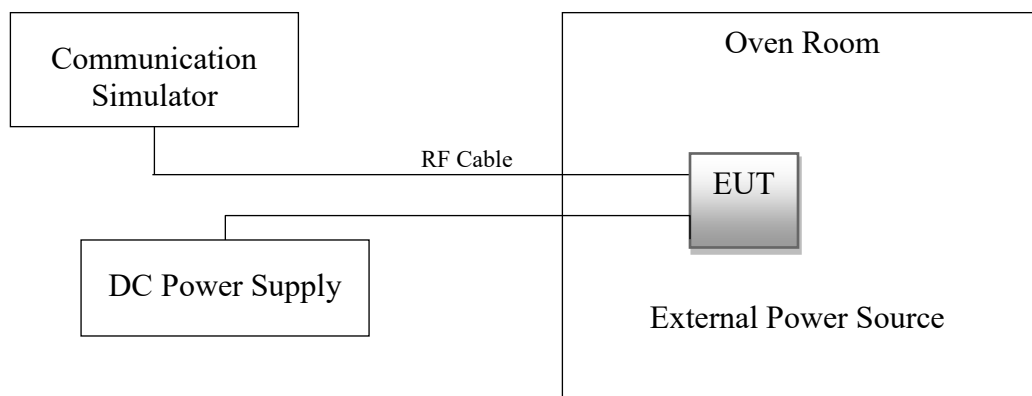 Communication
Simulator
Oven Room
RF Cable
EUT
DC Power Supply
External Power Source